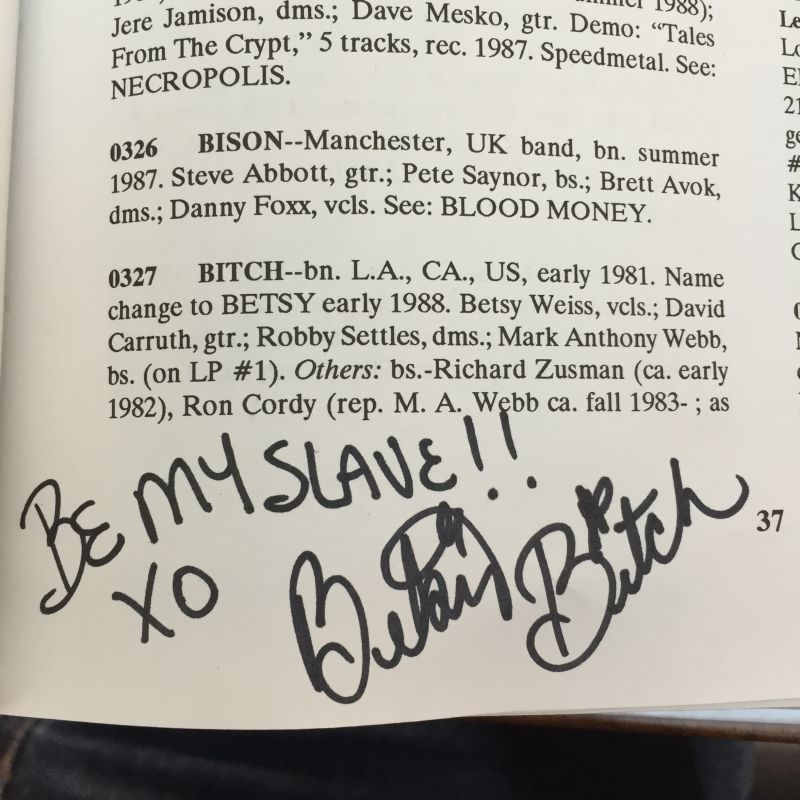 1988);
Jere Jamison, dms.; Dave Mesko, gtr. Demo: “Tales
From The Crypt,” 5 tracks, rec. 1987. Speedmetal. See:
NECROPOLIS.
0326 BISON--Manchester, UK band, bn. summer
1987. Steve Abbott, gtr.; Pete Saynor, bs.; Brett Avok,
dms.; Danny Foxx, vcls. See: BLOOD MONEY.
0327 BITCH--bn. L.A., CA., US, early 1981. Name
change to BETSY early 1988. Betsy Weiss, vcls.; David
Carruth, gtr.; Robby Settles, dms.; Mark Anthony Webb,
bs. (on LP #1). Others: bs.-Richard Zusman (ca. early
1982), Ron Cordy (rep. M. A. Webb ca. fall 1983- ; as
BE MY SLAVE!!
XO
Betsy Bitch
37